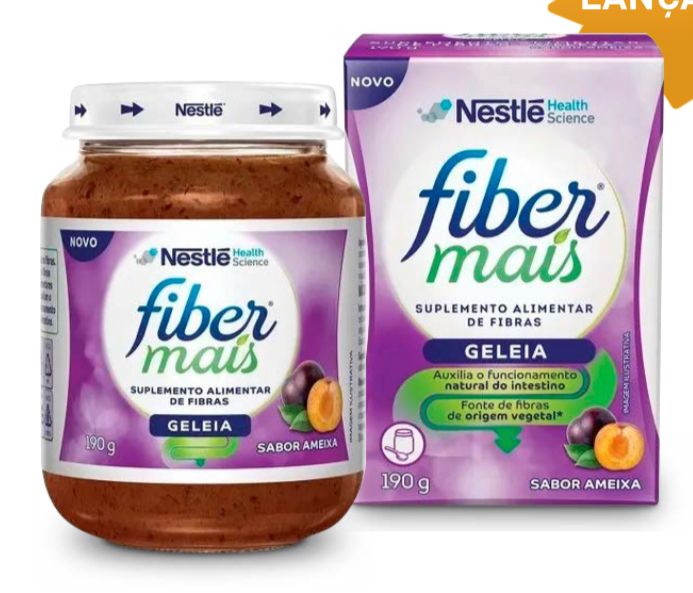 LANÇA
NOVO
Nestlé Health Science
fiber®
mais
SUPLEMENTO ALIMENTAR
DE FIBRAS
GELEIA
Auxilia o funcionamento
natural do intestino
Fonte de fibras
de origem vegetal*
IMAGEM ILUSTRATIVA
190 g
SABOR AMEIXA
Nestlé
NOVO
Nestlé Health Science
fiber®
mais
SUPLEMENTO ALIMENTAR
DE FIBRAS
GELEIA
190 g
SABOR AMEIXA
IMAGEM ILUSTRATIVA